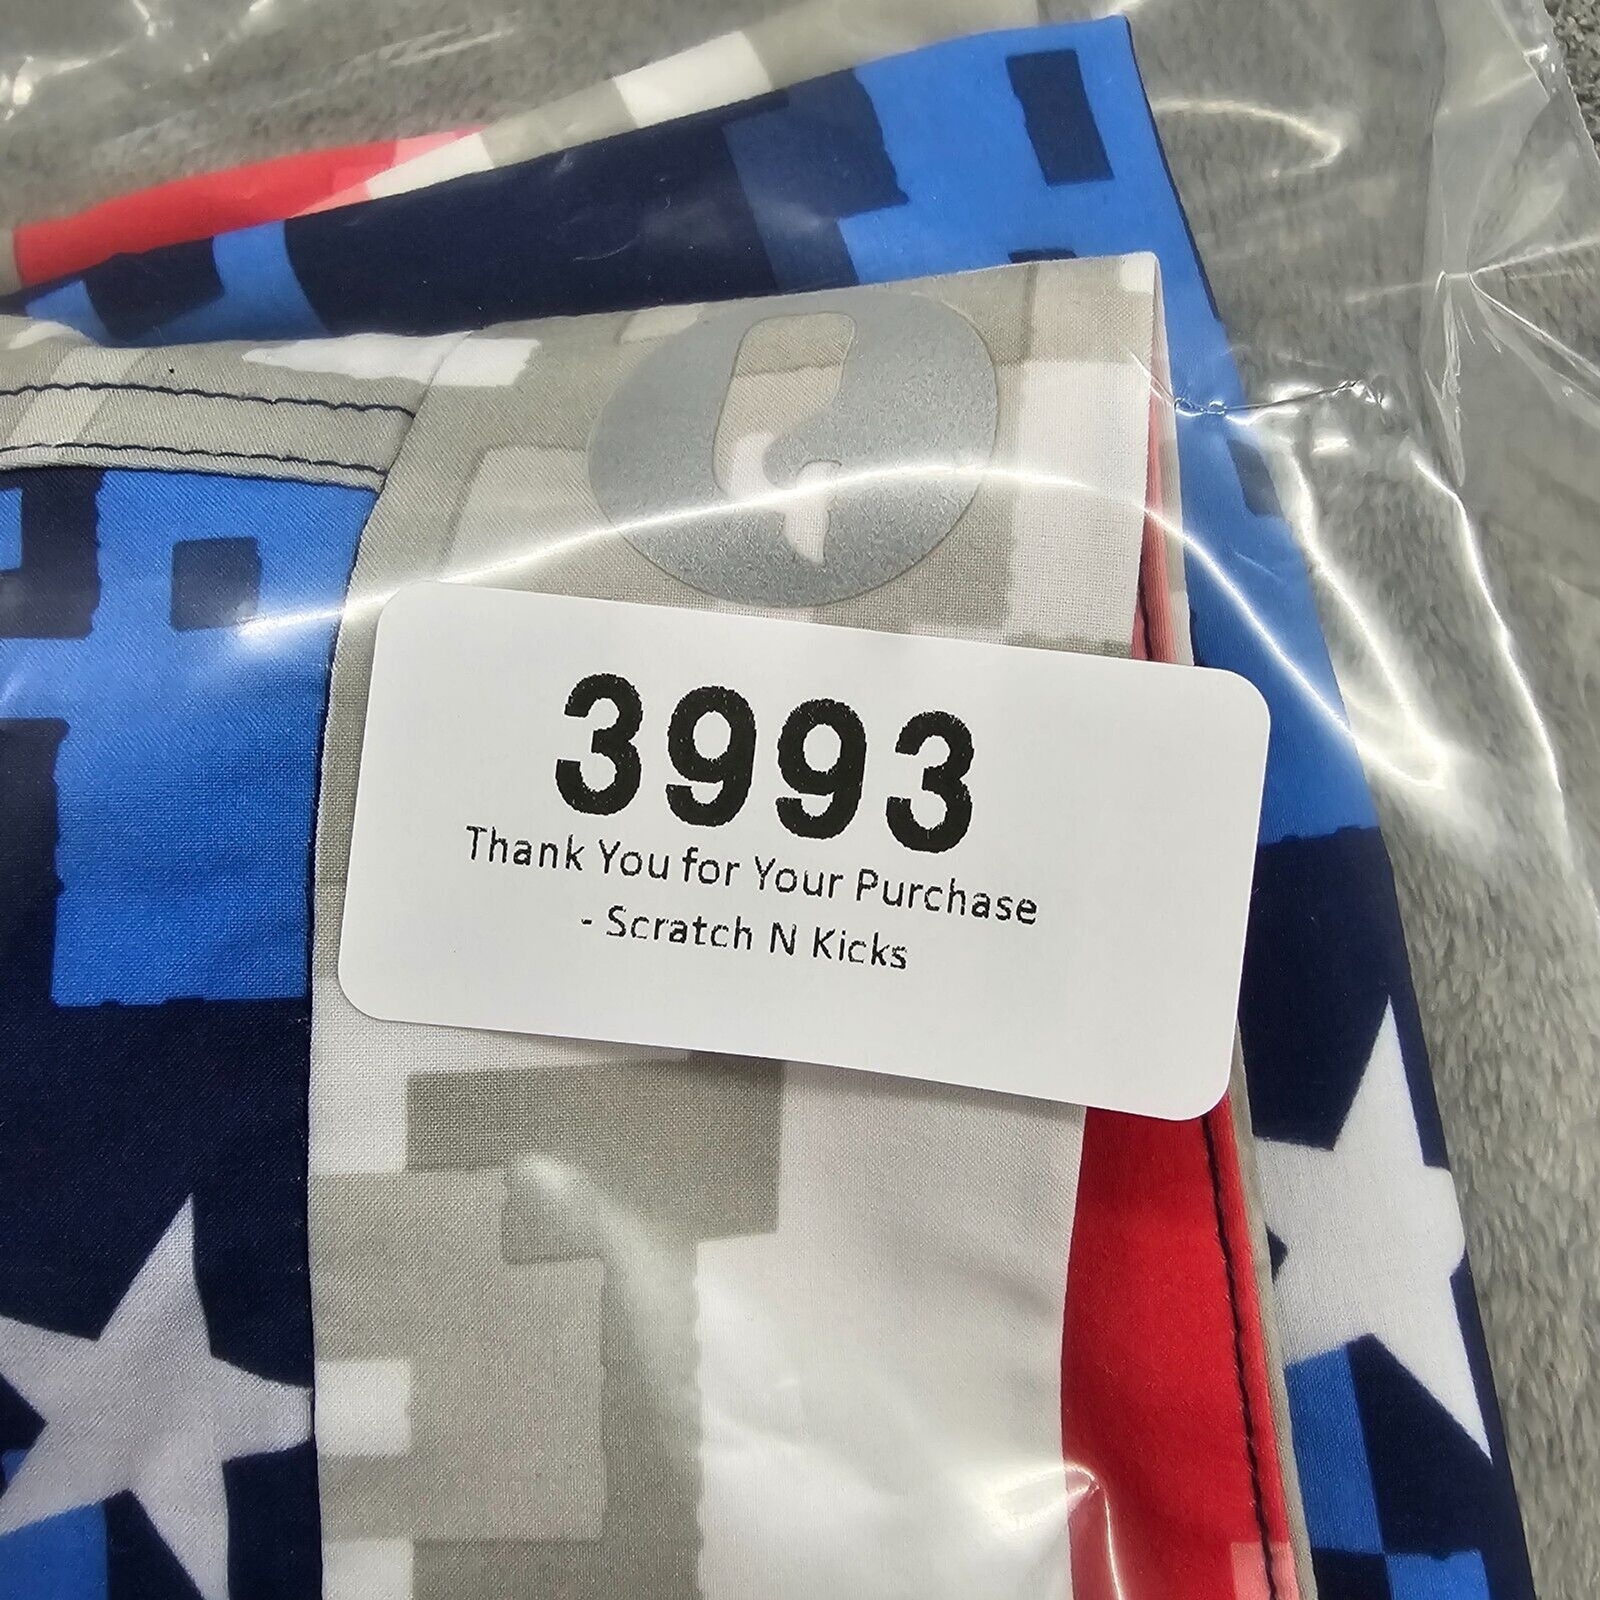 3993
Thank You for Your Purchase
- Scratch N Kicks